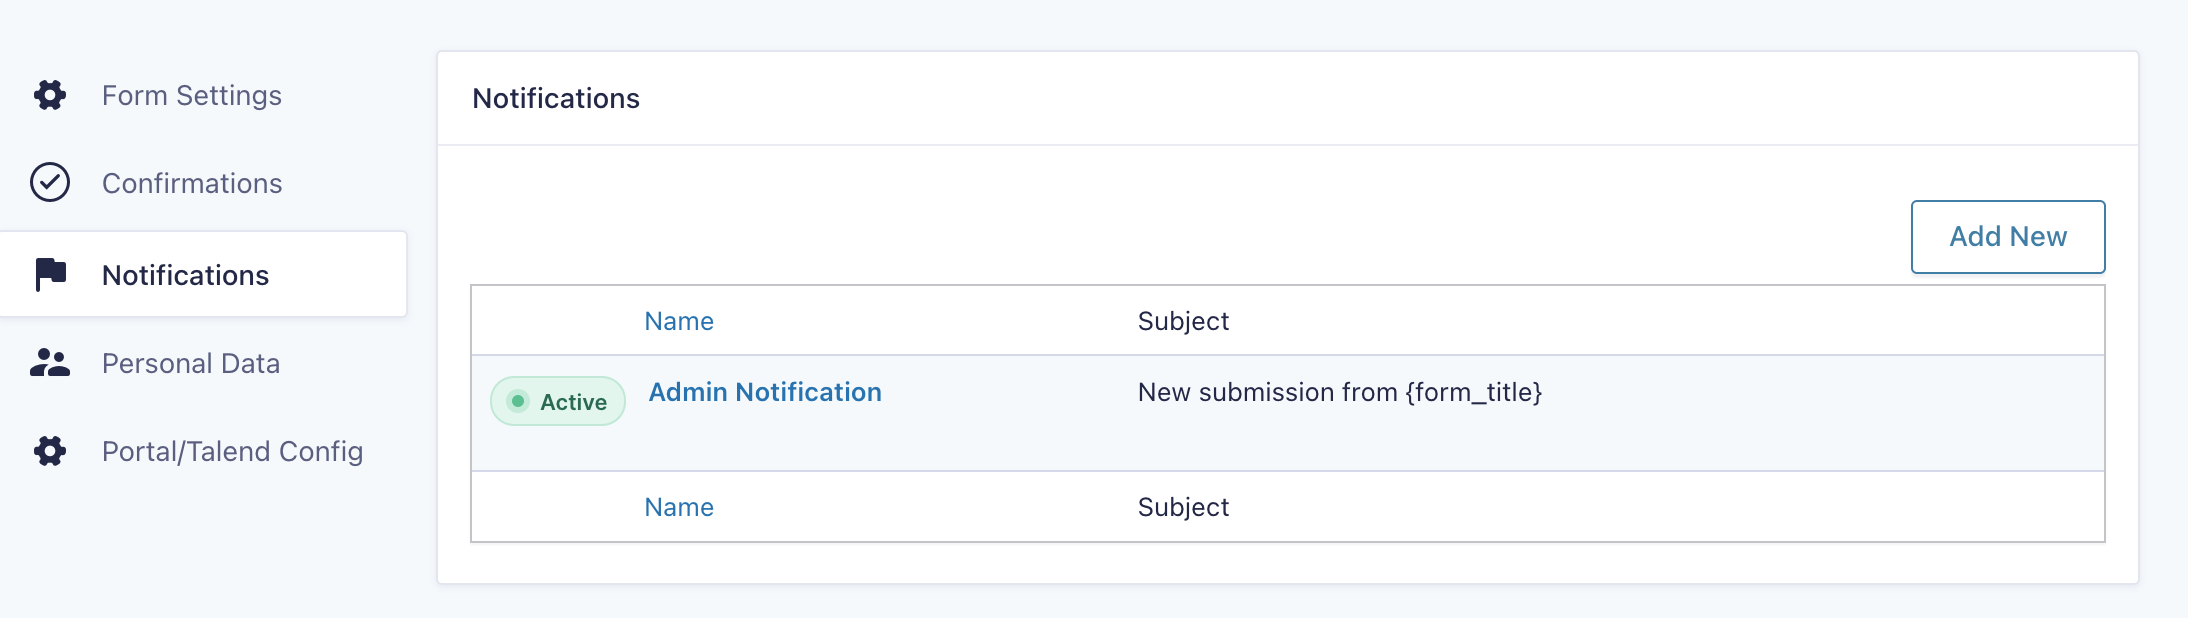 Form Settings
Confirmations
Notifications
Personal Data
Portal/Talend Config
Notifications
Add New
Name Subject
Active Admin Notification New submission from {form_title}
Name Subject